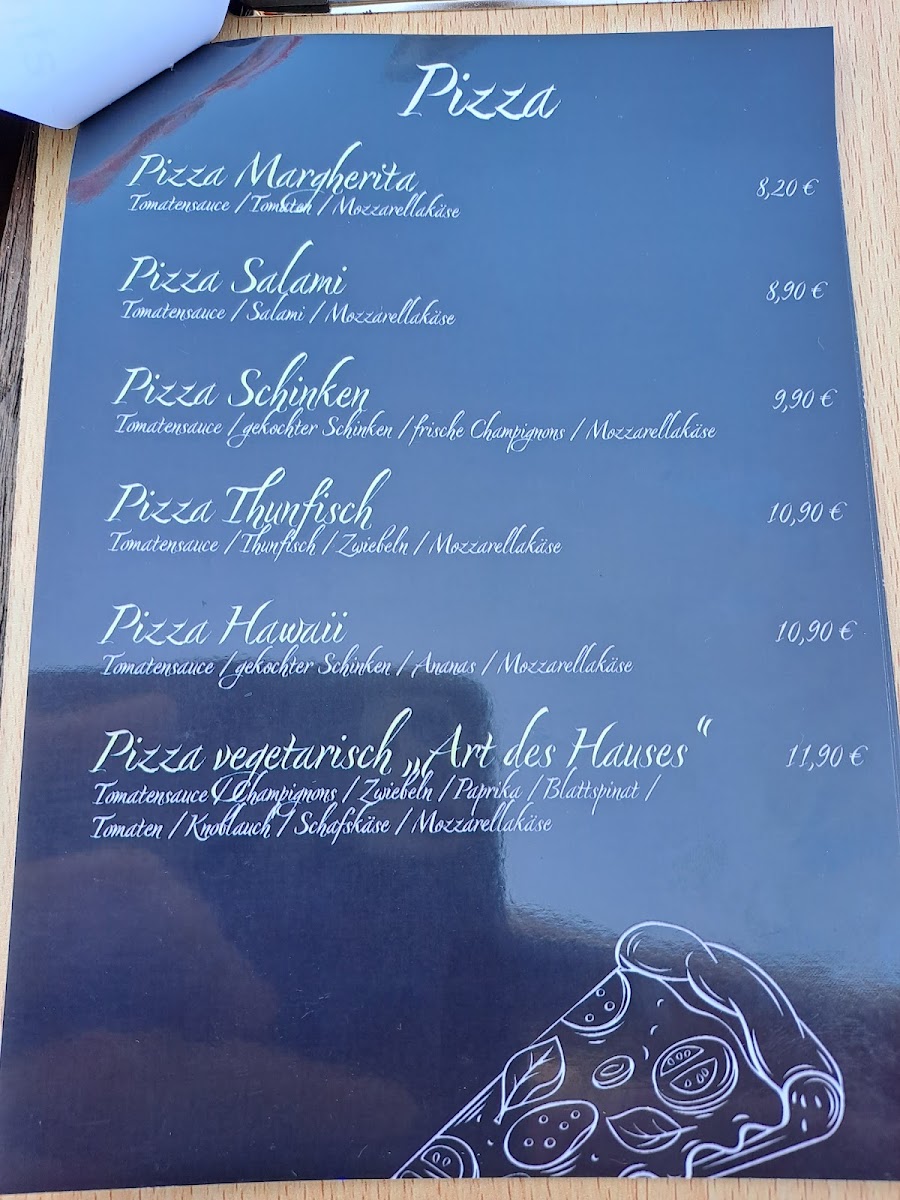 Pizza
Pizza Margherita 8,20 €
Tomatensauce / Tomaten / Mozzarellakäse
Pizza Salami 8,90 €
Tomatensauce / Salami / Mozzarellakäse
Pizza Schinken 9,90 €
Tomatensauce / gekochter Schinken / frische Champignons / Mozzarellakäse
Pizza Thunfisch 10,90 €
Tomatensauce / Thunfisch / Zwiebeln / Mozzarellakäse
Pizza Hawaii 10,90 €
Tomatensauce / gekochter Schinken / Ananas / Mozzarellakäse
Pizza vegetarisch „Art des Hauses“ 11,90 €
Tomatensauce / Champignons / Zwiebeln / Paprika / Blattspinat /
Tomaten / Knoblauch / Schafskäse / Mozzarellakäse